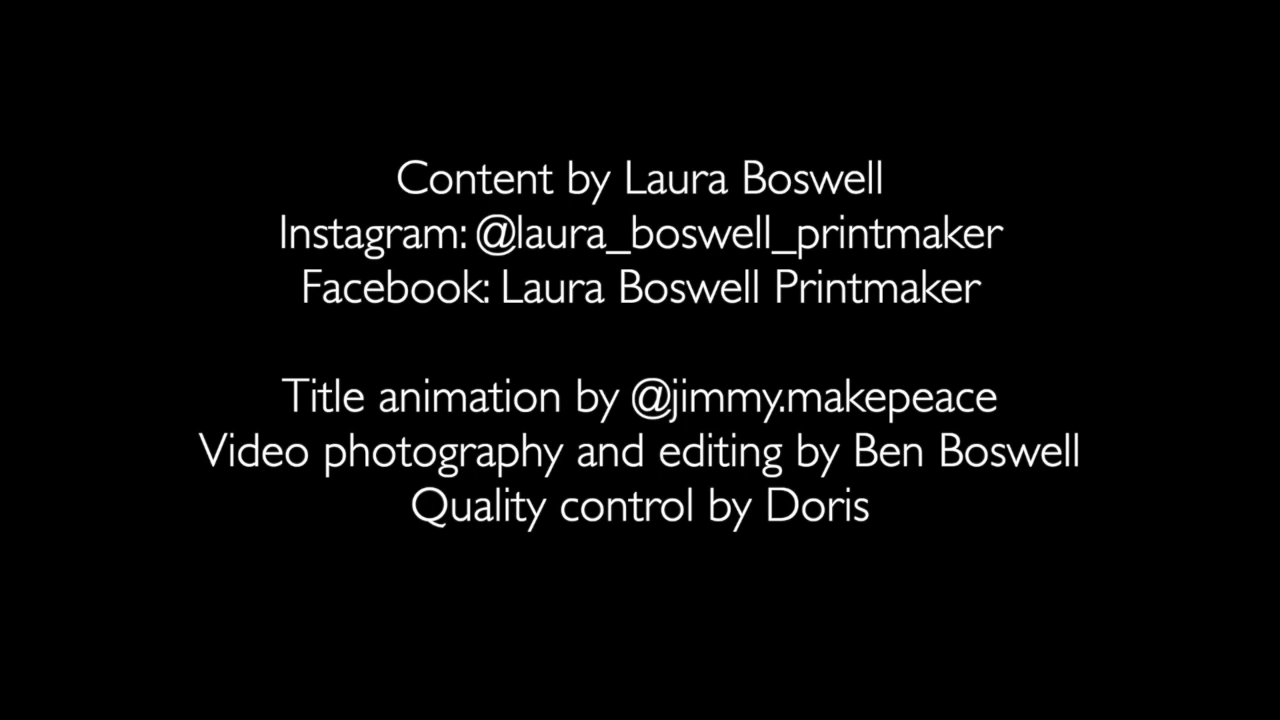 Content by Laura Boswell
Instagram: @laura_boswell_printmaker
Facebook: Laura Boswell Printmaker
Title animation by @jimmy.makepeace
Video photography and editing by Ben Boswell
Quality control by Doris